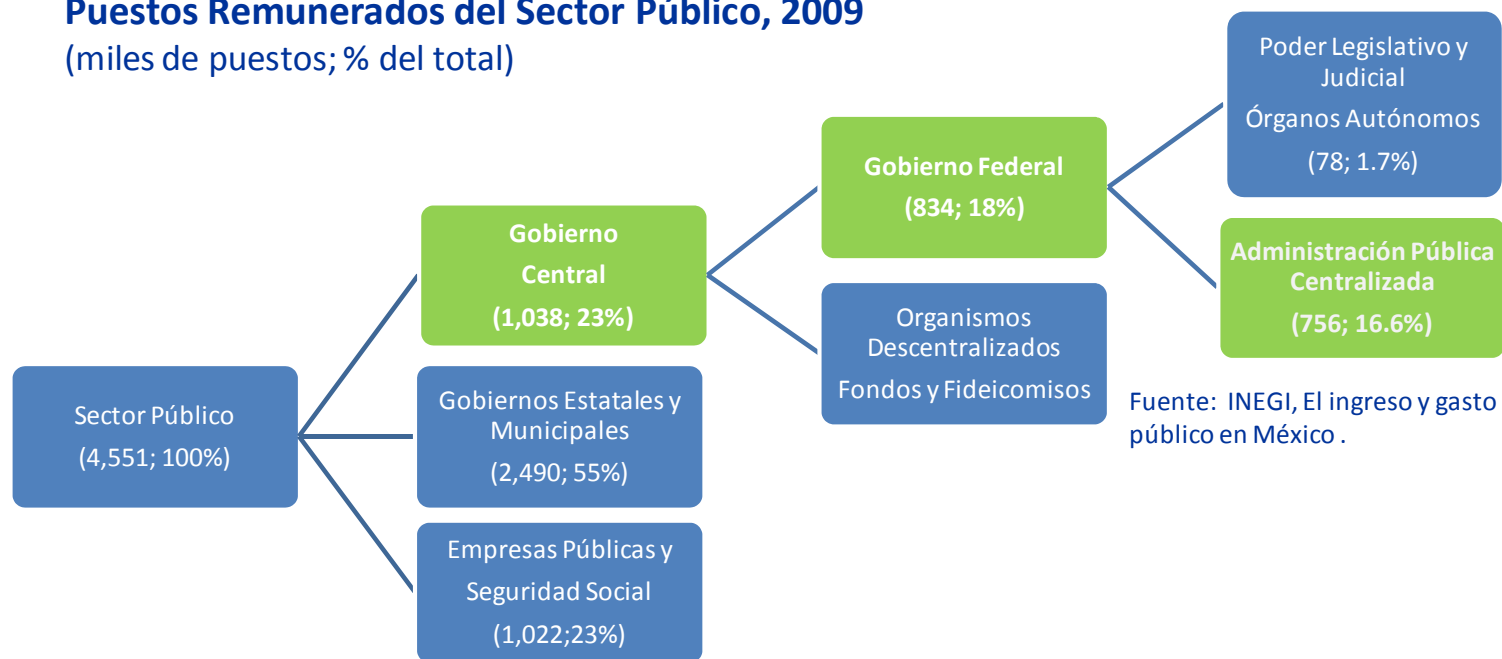 Puestos Remunerados del Sector Público, 2009
(miles de puestos; % del total)
Sector Público
(4,551; 100%)
Gobierno
Central
(1,038; 23%)
Gobiernos Estatales y
Municipales
(2,490; 55%)
Empresas Públicas y
Seguridad Social
(1,022;23%)
Gobierno Federal
(834; 18%)
Organismos
Descentralizados
Fondos y Fideicomisos
Poder Legislativo y
Judicial
Órganos Autónomos
(78; 1.7%)
Administración Pública
Centralizada
(756; 16.6%)
Fuente: INEGI, El ingreso y gasto
público en México .